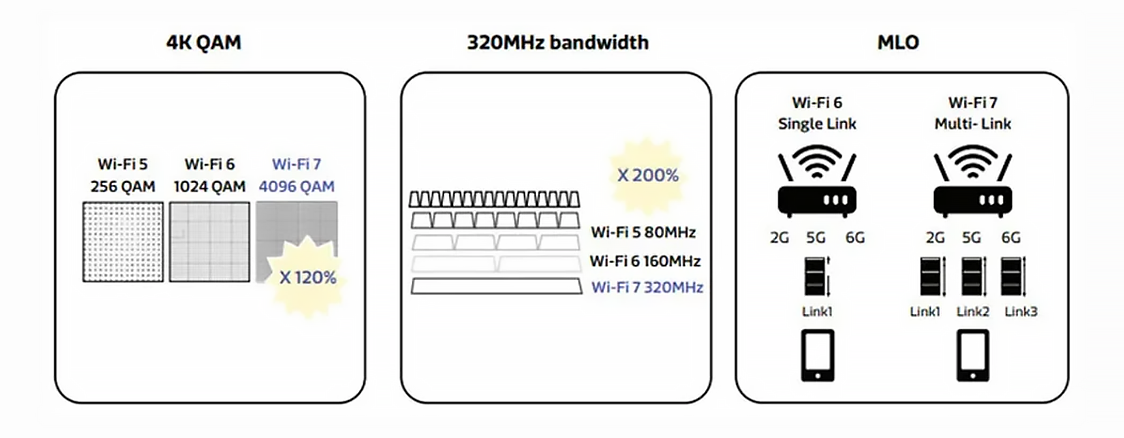 4K QAM
Wi-Fi 5
256 QAM
Wi-Fi 6
1024 QAM
Wi-Fi 7
4096 QAM
X 120%
320MHz bandwidth
X 200%
Wi-Fi 5 80MHz
Wi-Fi 6 160MHz
Wi-Fi 7 320MHz
MLO
Wi-Fi 6
Single Link
2G 5G 6G
Link1
Wi-Fi 7
Multi- Link
2G 5G 6G
Link1 Link2 Link3